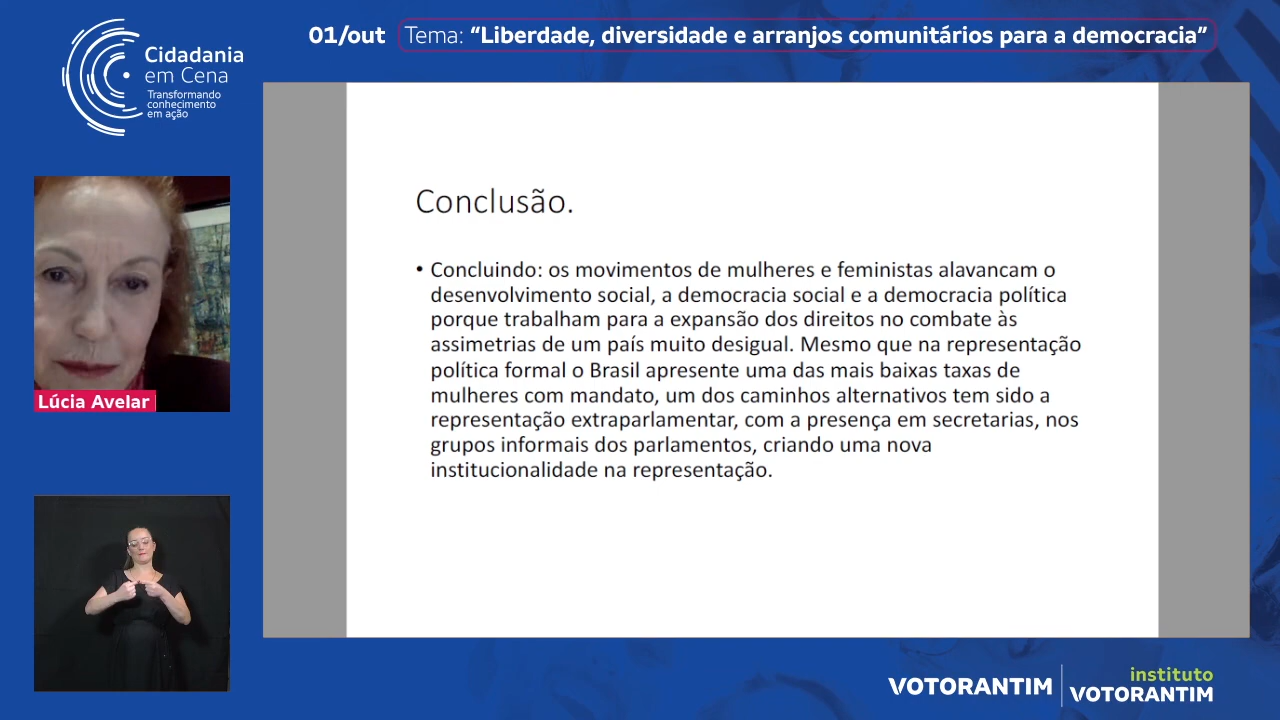 01/out Tema: “Liberdade, diversidade e arranjos comunitários para a democracia”
Cidadania
em Cena
Transformando
conhecimento
em ação
Conclusão.
• Concluindo: os movimentos de mulheres e feministas alavancam o
desenvolvimento social, a democracia social e a democracia política
porque trabalham para a expansão dos direitos no combate às
assimetrias de um país muito desigual. Mesmo que na representação
política formal o Brasil apresente uma das mais baixas taxas de
mulheres com mandato, um dos caminhos alternativos tem sido a
representação extraparlamentar, com a presença em secretarias, nos
grupos informais dos parlamentos, criando uma nova
institucionalidade na representação.
Lúcia Avelar
VOTORANTIM
instituto
VOTORANTIM